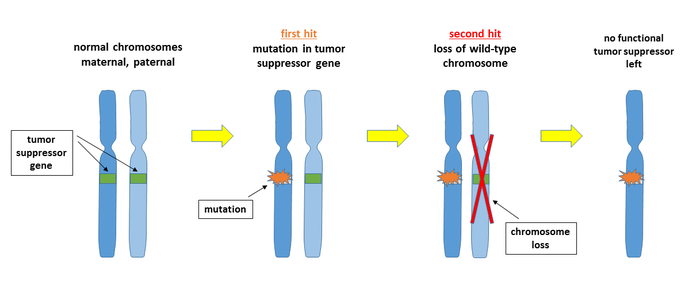 normal chromosomes
maternal, paternal
first hit
mutation in tumor
suppressor gene
second hit
loss of wild-type
chromosome
no functional
tumor suppressor
left
tumor
suppressor
gene
mutation
chromosome
loss